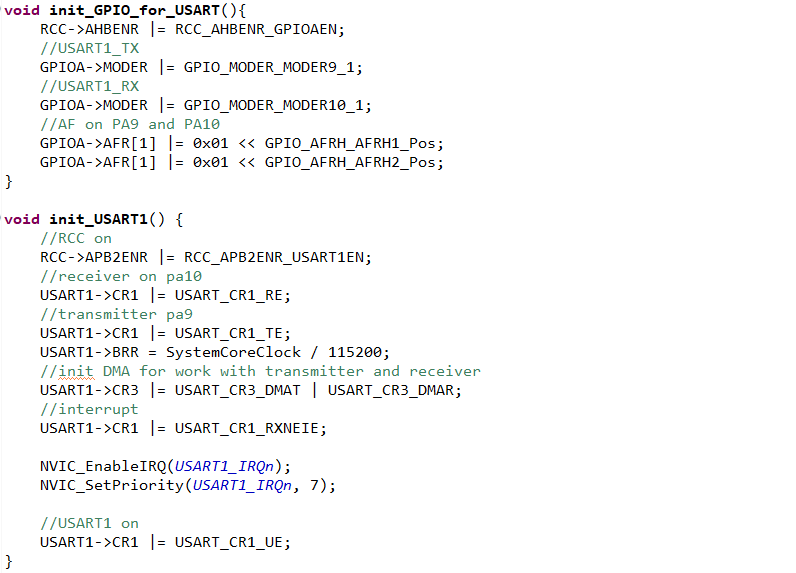 void init_GPIO_for_USART(){
    RCC->AHBENR |= RCC_AHBENR_GPIOAEN;
    //USART1_TX
    GPIOA->MODER |= GPIO_MODER_MODER9_1;
    //USART1_RX
    GPIOA->MODER |= GPIO_MODER_MODER10_1;
    //AF on PA9 and PA10
    GPIOA->AFR[1] |= 0x01 << GPIO_AFRH_AFRH1_Pos;
    GPIOA->AFR[1] |= 0x01 << GPIO_AFRH_AFRH2_Pos;
}

void init_USART1() {
    //RCC on
    RCC->APB2ENR |= RCC_APB2ENR_USART1EN;
    //receiver on pa10
    USART1->CR1 |= USART_CR1_RE;
    //transmitter pa9
    USART1->CR1 |= USART_CR1_TE;
    USART1->BRR = SystemCoreClock / 115200;
    //init DMA for work with transmitter and receiver
    USART1->CR3 |= USART_CR3_DMAT | USART_CR3_DMAR;
    //interrupt
    USART1->CR1 |= USART_CR1_RXNEIE;

    NVIC_EnableIRQ(USART1_IRQn);
    NVIC_SetPriority(USART1_IRQn, 7);

    //USART1 on
    USART1->CR1 |= USART_CR1_UE;
}